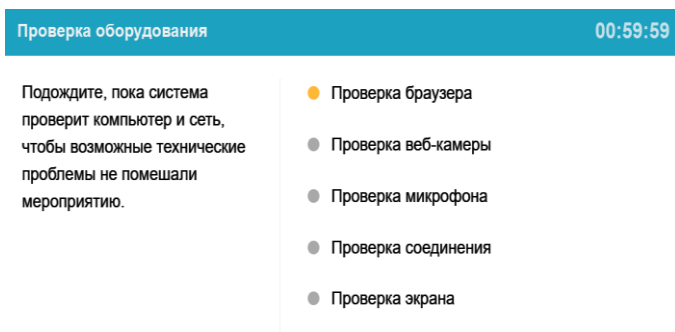 Проверка оборудования
00:59:59
Подождите, пока система
проверит компьютер и сеть,
чтобы возможные технические
проблемы не помешали
мероприятию.
Проверка браузера
Проверка веб-камеры
Проверка микрофона
Проверка соединения
Проверка экрана